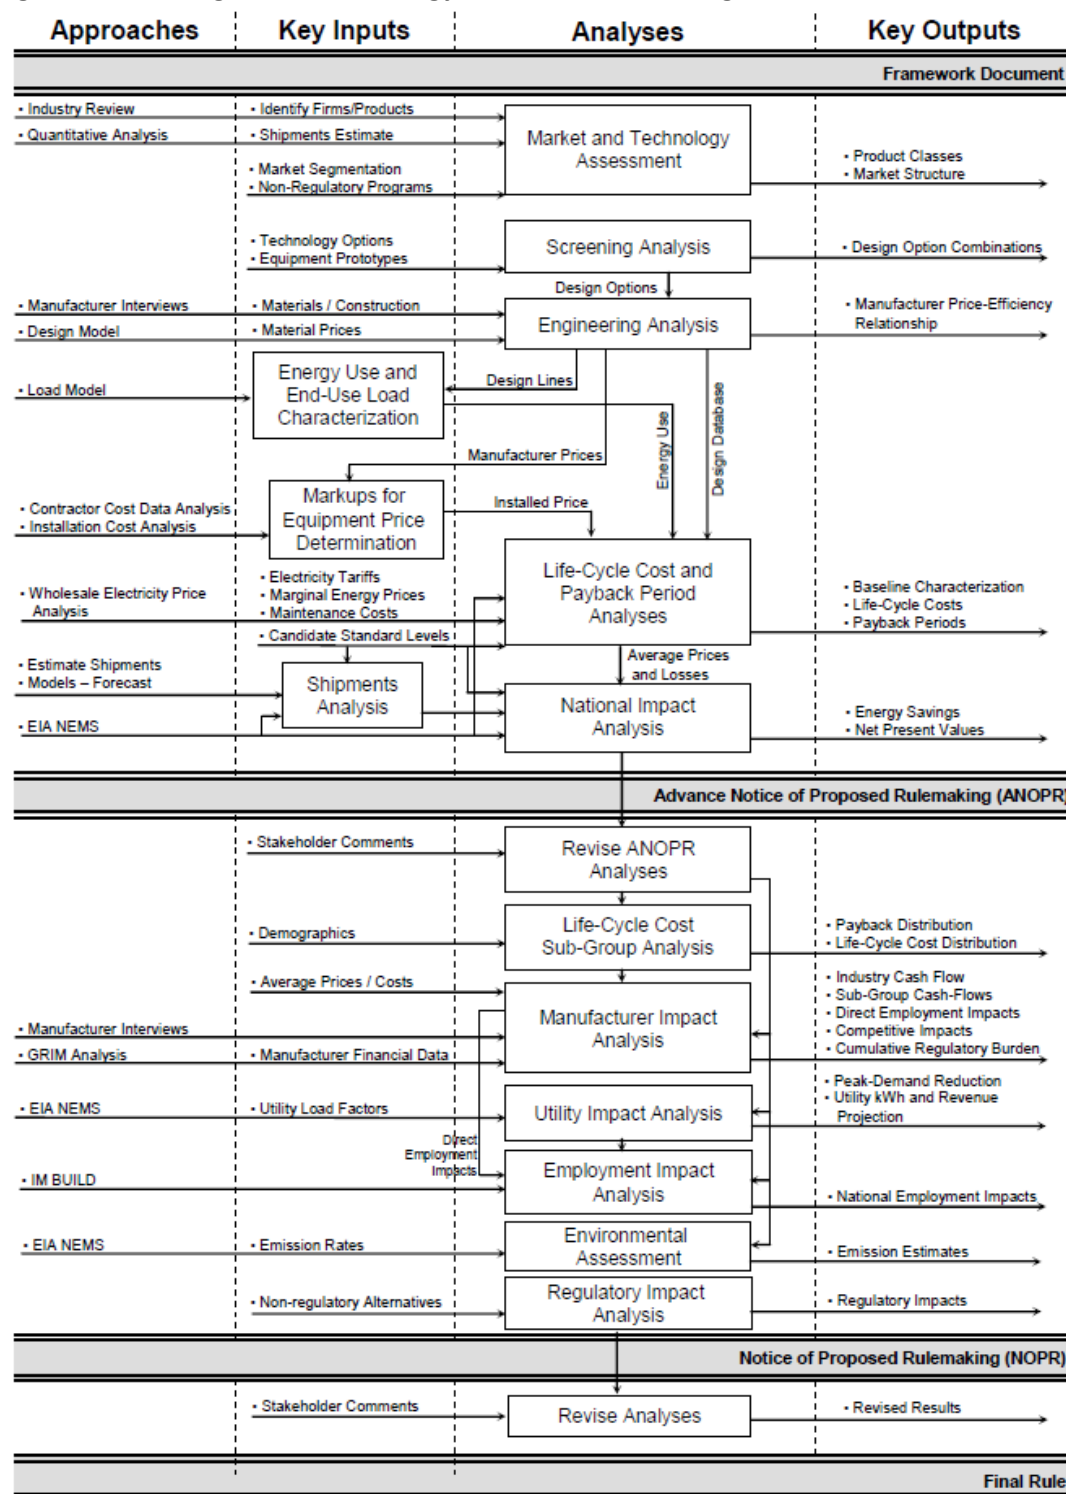 Approaches
Key Inputs
Analyses
Key Outputs
Framework Document
• Industry Review
• Identify Firms/Products
• Quantitative Analysis
• Shipments Estimate
• Market Segmentation
• Non-Regulatory Programs
Market and Technology
Assessment
• Product Classes
• Market Structure
• Technology Options
• Equipment Prototypes
Screening Analysis
• Design Option Combinations
Design Options
• Manufacturer Interviews
• Materials / Construction
• Design Model
• Material Prices
Engineering Analysis
• Manufacturer Price-Efficiency
Relationship
• Load Model
Energy Use and
End-Use Load
Characterization
Design Lines
Energy Use
Design Database
Manufacturer Prices
• Contractor Cost Data Analysis
• Installation Cost Analysis
Markups for
Equipment Price
Determination
Installed Price
• Wholesale Electricity Price
Analysis
• Electricity Tariffs
• Marginal Energy Prices
• Maintenance Costs
• Candidate Standard Levels
Life-Cycle Cost and
Payback Period
Analyses
• Baseline Characterization
• Life-Cycle Costs
• Payback Periods
Average Prices
and Losses
• Estimate Shipments
• Models – Forecast
• EIA NEMS
Shipments
Analysis
National Impact
Analysis
• Energy Savings
• Net Present Values
Advance Notice of Proposed Rulemaking (ANOPR)
• Stakeholder Comments
Revise ANOPR
Analyses
• Demographics
Life-Cycle Cost
Sub-Group Analysis
• Payback Distribution
• Life-Cycle Cost Distribution
• Average Prices / Costs
• Manufacturer Interviews
• GRIM Analysis
• Manufacturer Financial Data
Manufacturer Impact
Analysis
• Industry Cash Flow
• Sub-Group Cash-Flows
• Direct Employment Impacts
• Competitive Impacts
• Cumulative Regulatory Burden
• EIA NEMS
• Utility Load Factors
Utility Impact Analysis
• Peak-Demand Reduction
• Utility kWh and Revenue
Projection
Direct
Employment
Impacts
• IM BUILD
Employment Impact
Analysis
• National Employment Impacts
• EIA NEMS
• Emission Rates
Environmental
Assessment
• Emission Estimates
• Non-regulatory Alternatives
Regulatory Impact
Analysis
• Regulatory Impacts
Notice of Proposed Rulemaking (NOPR)
• Stakeholder Comments
Revise Analyses
• Revised Results
Final Rule